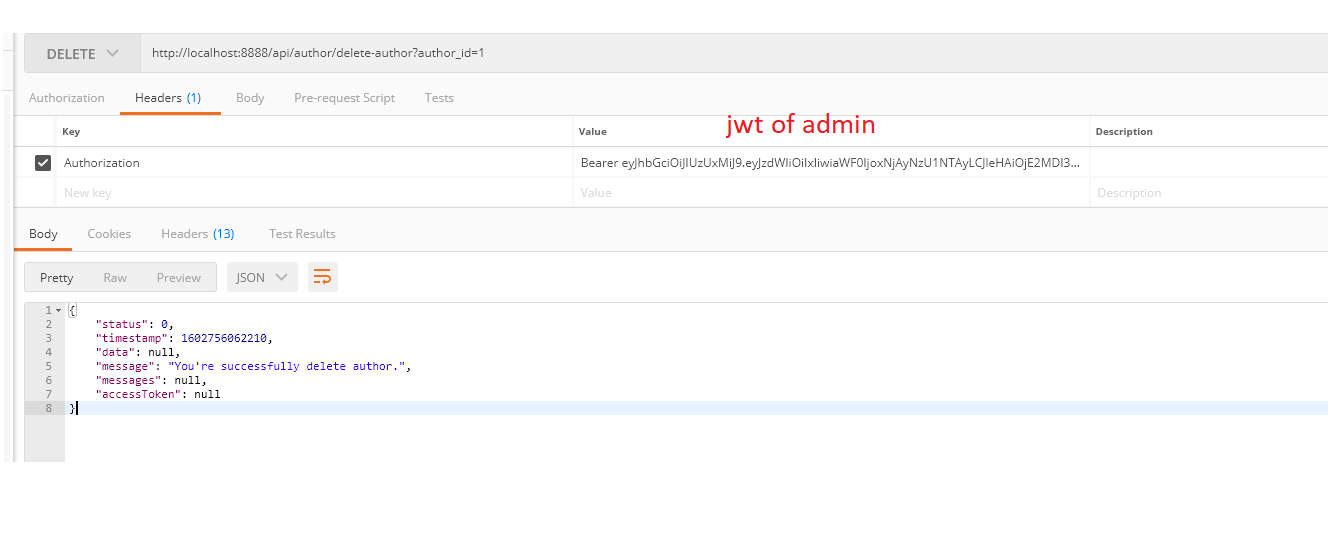 DELETE http://localhost:8888/api/author/delete-author?author_id=1
Authorization Headers (1) Body Pre-request Script Tests
jwt of admin
Key Value Description
Authorization Bearer eyJhbGciOiJIUzUxMiJ9.eyJzdWIiOiIxIiwiaWF0IjoxNjAyNzU1NTAyLCJleHAiOjE2MDI3...
New key Value Description
Body Cookies Headers (13) Test Results
Pretty Raw Preview JSON
1 {
2 "status": 0,
3 "timestamp": 1602756062210,
4 "data": null,
5 "message": "You're successfully delete author.",
6 "messages": null,
7 "accessToken": null
8 }